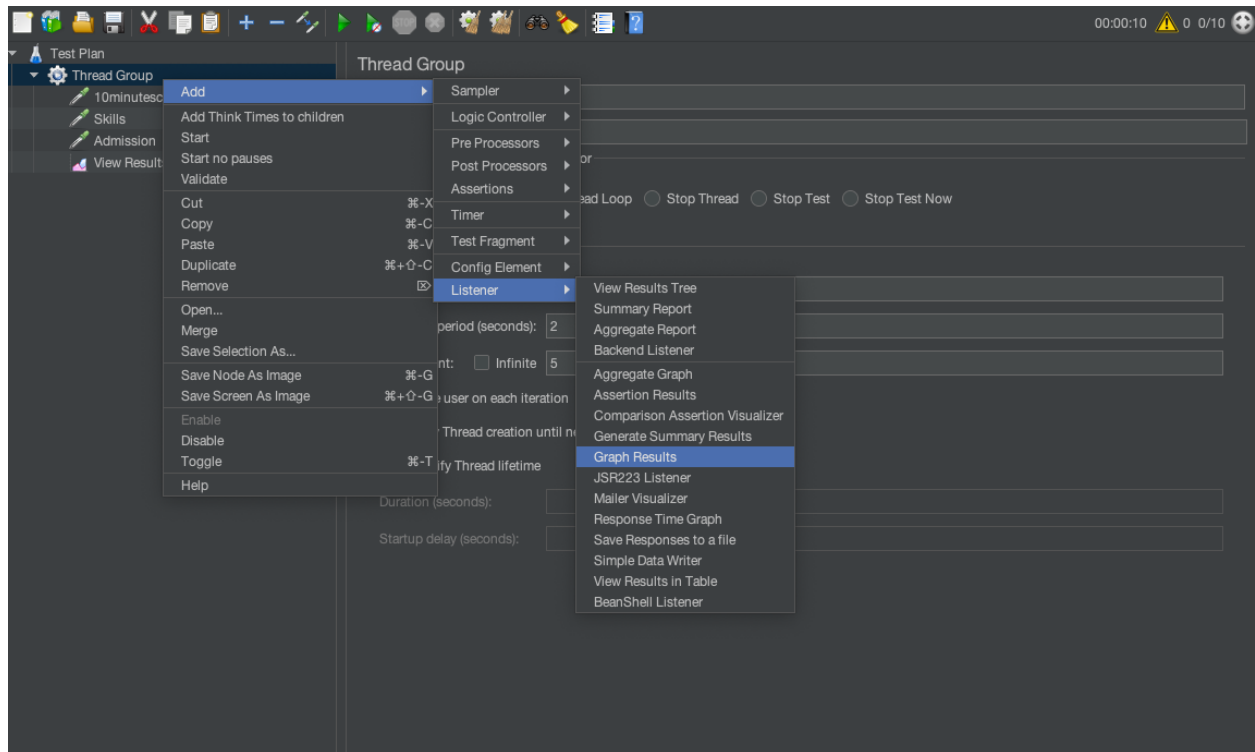 00:00:10 0 0/10
Test Plan
Thread Group
10minutesc
Skills
Admission
View Result
Thread Group
or
ead Loop Stop Thread Stop Test Stop Test Now
period (seconds): 2
nt: Infinite 5
user on each iteration
Thread creation until ne
ify Thread lifetime
Duration (seconds):
Startup delay (seconds):
Add
Add Think Times to children
Start
Start no pauses
Validate
Cut ⌘-X
Copy ⌘-C
Paste ⌘-V
Duplicate ⌘+⇧-C
Remove ⌦
Open...
Merge
Save Selection As...
Save Node As Image ⌘-G
Save Screen As Image ⌘+⇧-G
Enable
Disable
Toggle ⌘-T
Help
Sampler
Logic Controller
Pre Processors
Post Processors
Assertions
Timer
Test Fragment
Config Element
Listener
View Results Tree
Summary Report
Aggregate Report
Backend Listener
Aggregate Graph
Assertion Results
Comparison Assertion Visualizer
Generate Summary Results
Graph Results
JSR223 Listener
Mailer Visualizer
Response Time Graph
Save Responses to a file
Simple Data Writer
View Results in Table
BeanShell Listener